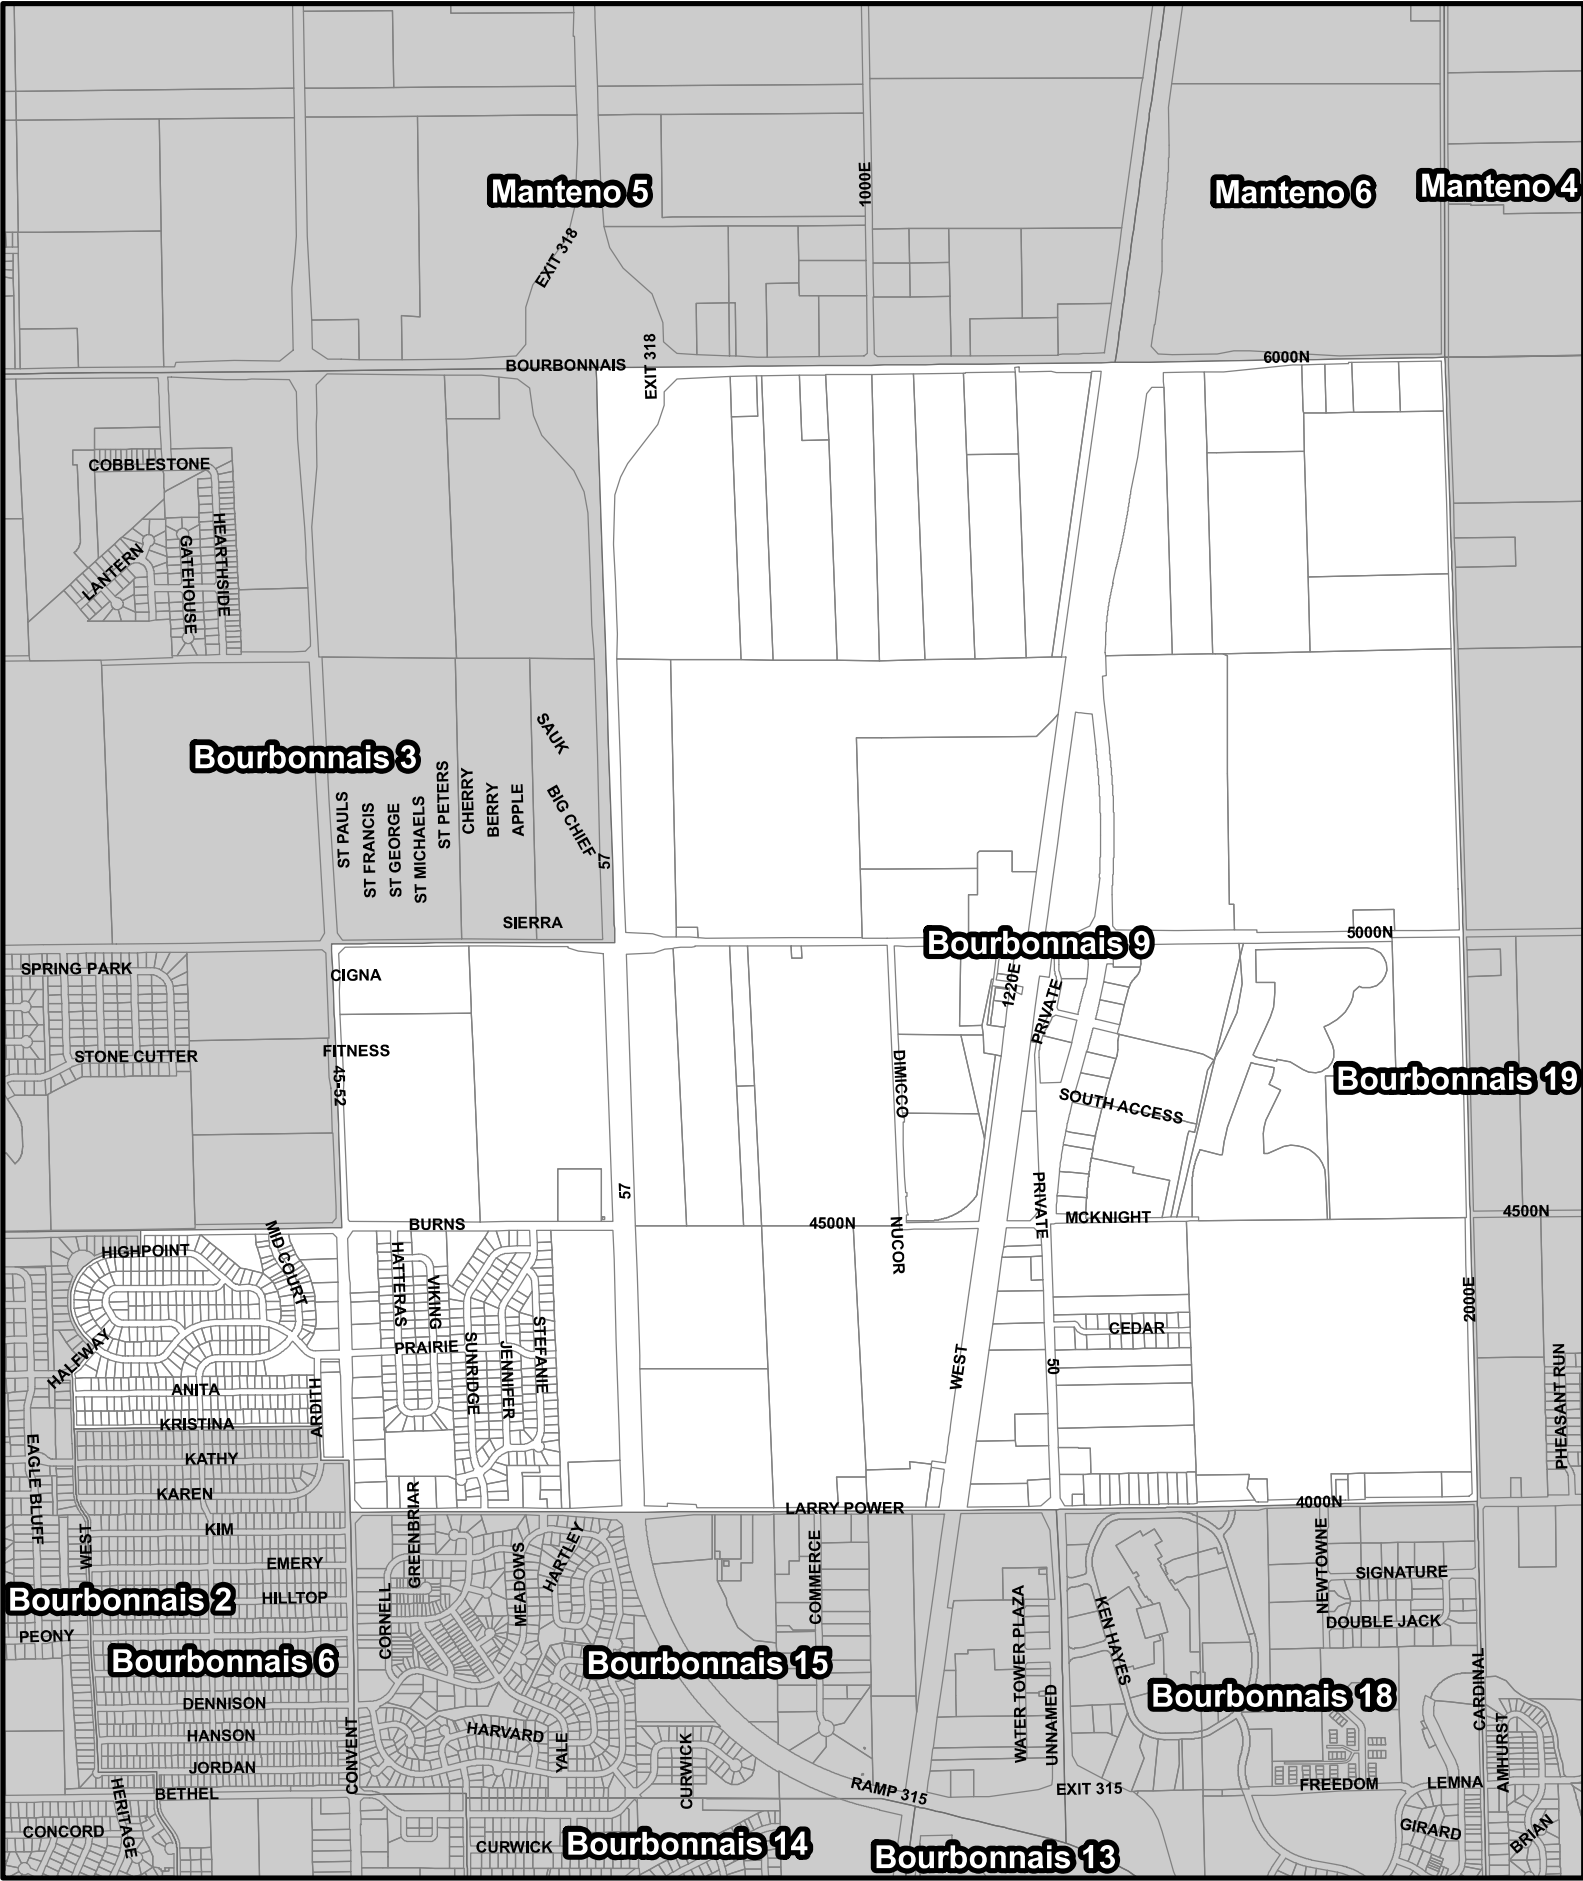 Manteno 5
1000E
Manteno 6
Manteno 4
EXIT 318
BOURBONNAIS
EXIT 318
6000N
COBBLESTONE
LANTERN
GATEHOUSE
HEARTHSIDE
Bourbonnais 3
ST PAULS
ST FRANCIS
ST GEORGE
ST MICHAELS
ST PETERS
CHERRY
BERRY
APPLE
SAUK
BIG CHIEF
57
SIERRA
Bourbonnais 9
5000N
SPRING PARK
CIGNA
1220E
PRIVATE
STONE CUTTER
FITNESS
45-52
DIMICCO
SOUTH ACCESS
Bourbonnais 19
57
BURNS
4500N
NUCOR
PRIVATE
MCKNIGHT
4500N
HIGHPOINT
MID COURT
HATTERAS
VIKING
PRAIRIE
SUNRIDGE
JENNIFER
STEFANIE
CEDAR
2000E
HALFWAY
ANITA
KRISTINA
ARDITH
WEST
50
PHEASANT RUN
EAGLE BLUFF
KATHY
KAREN
KIM
WEST
GREENBRIAR
LARRY POWER
4000N
EMERY
HILLTOP
MEADOWS
HARTLEY
COMMERCE
NEWTOWNE
SIGNATURE
DOUBLE JACK
Bourbonnais 2
PEONY
CORNELL
Bourbonnais 6
Bourbonnais 15
WATER TOWER PLAZA
UNNAMED
KEN HAYES
Bourbonnais 18
CARDINAL
DENNISON
HANSON
JORDAN
CONVENT
HARVARD
YALE
CURWICK
RAMP 315
EXIT 315
FREEDOM
LEMNA
AMHURST
BETHEL
HERITAGE
CONCORD
CURWICK
Bourbonnais 14
Bourbonnais 13
GIRARD
BRIAN